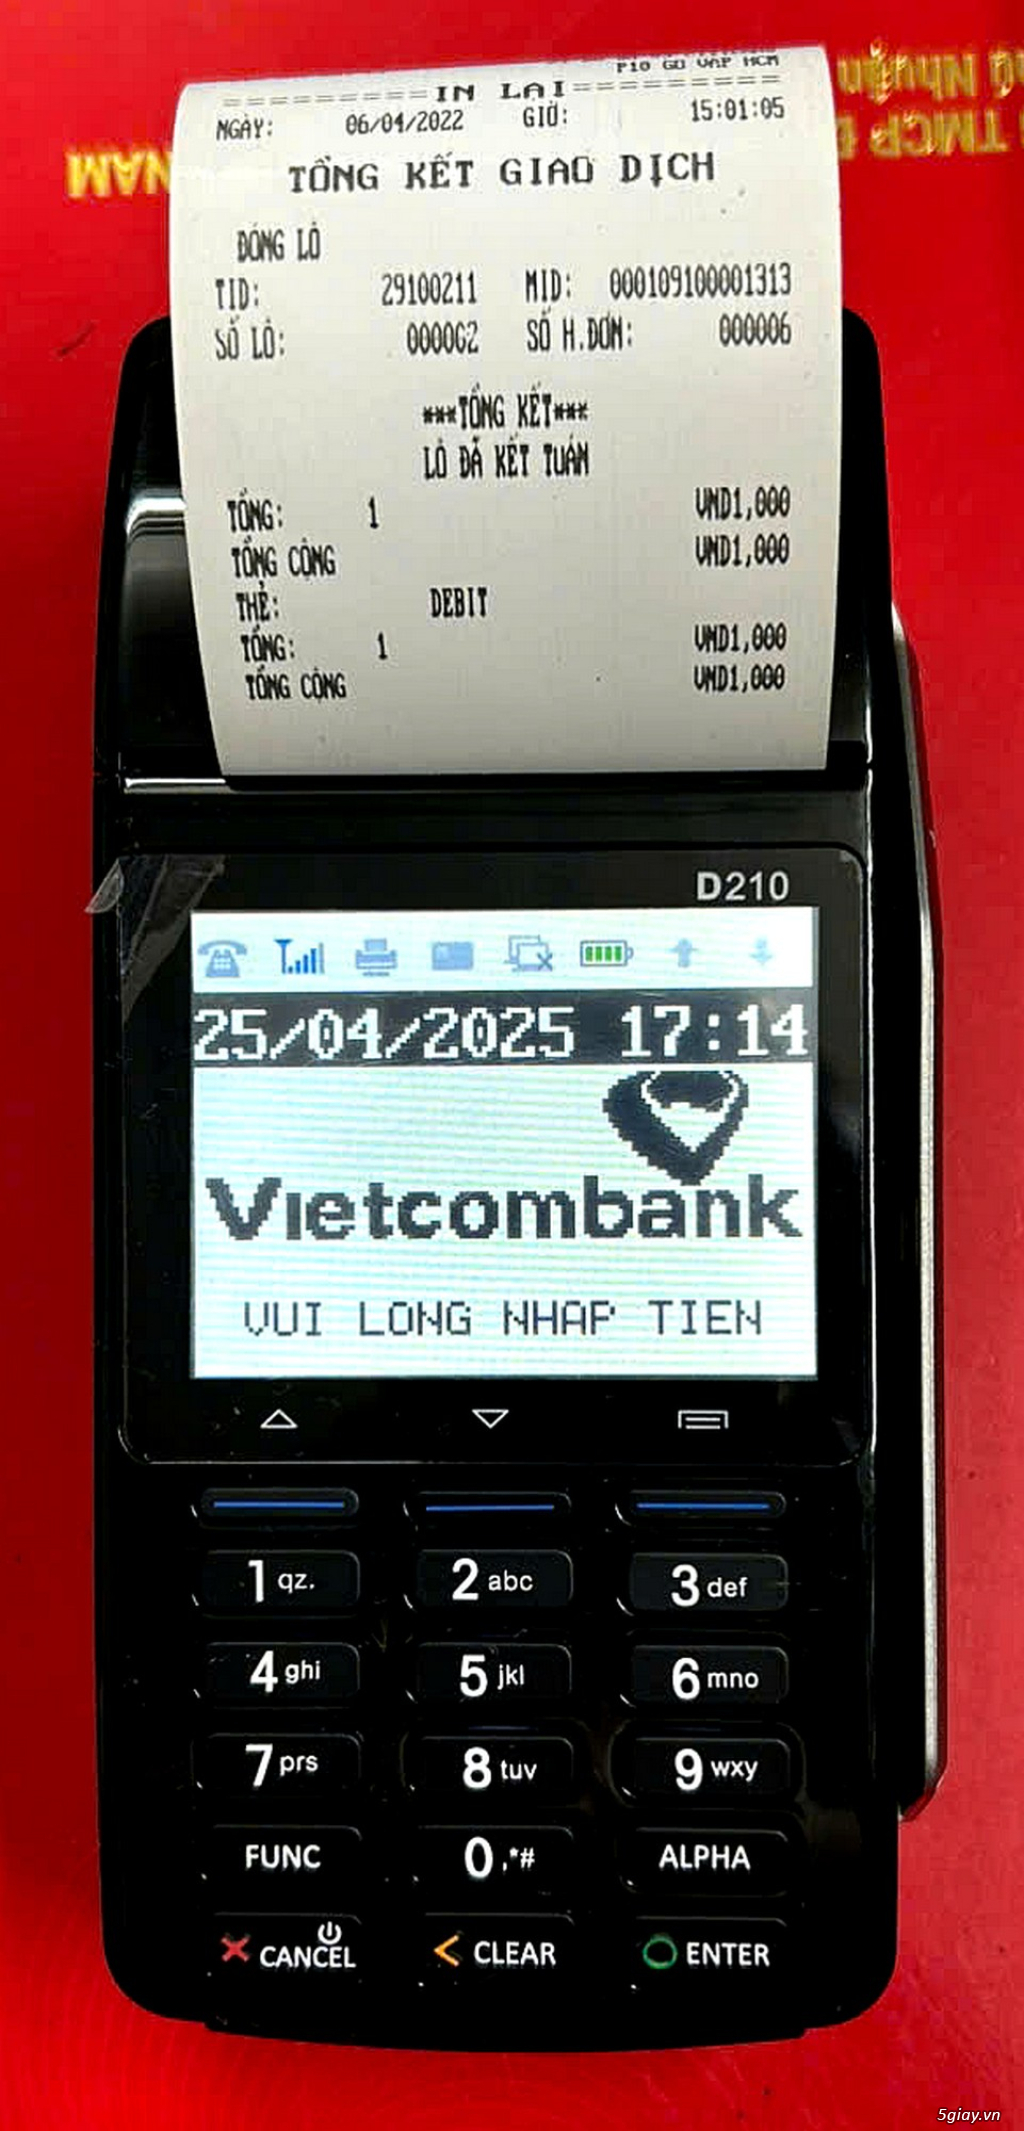 P10 GO VAP HCM
=========IN LAI=========
NGÀY: 06/04/2022 GIỜ: 15:01:05
TỔNG KẾT GIAO DỊCH
ĐÓNG LÔ
TID: 29100211 MID: 000109100001313
SỐ LÔ: 000062 SỐ H.ĐƠN: 000006
***TỔNG KẾT***
LÔ ĐÃ KẾT TOÁN
TỔNG: 1 VND1,000
TỔNG CỘNG VND1,000
THẺ: DEBIT
TỔNG: 1 VND1,000
TỔNG CỘNG VND1,000
NAM
TMCP
Nhuận
D210
25/04/2025 17:14
Vietcombank
VUI LONG NHAP TIEN
1 qz. 2 abc 3 def
4 ghi 5 jkl 6 mno
7 prs 8 tuv 9 wxy
FUNC 0 ,*# ALPHA
CANCEL CLEAR ENTER
5giay.vn